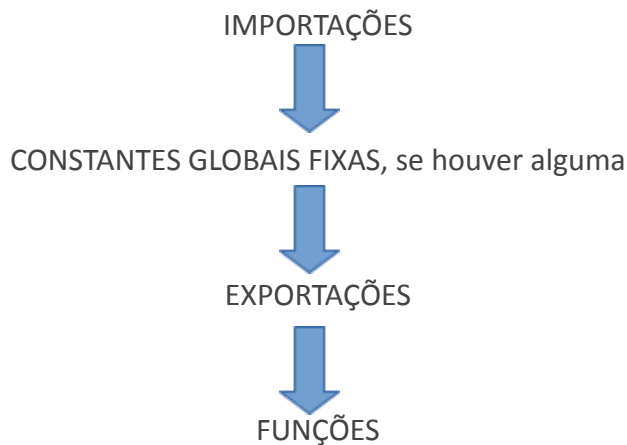 IMPORTAÇÕES
CONSTANTES GLOBAIS FIXAS, se houver alguma
EXPORTAÇÕES
FUNÇÕES